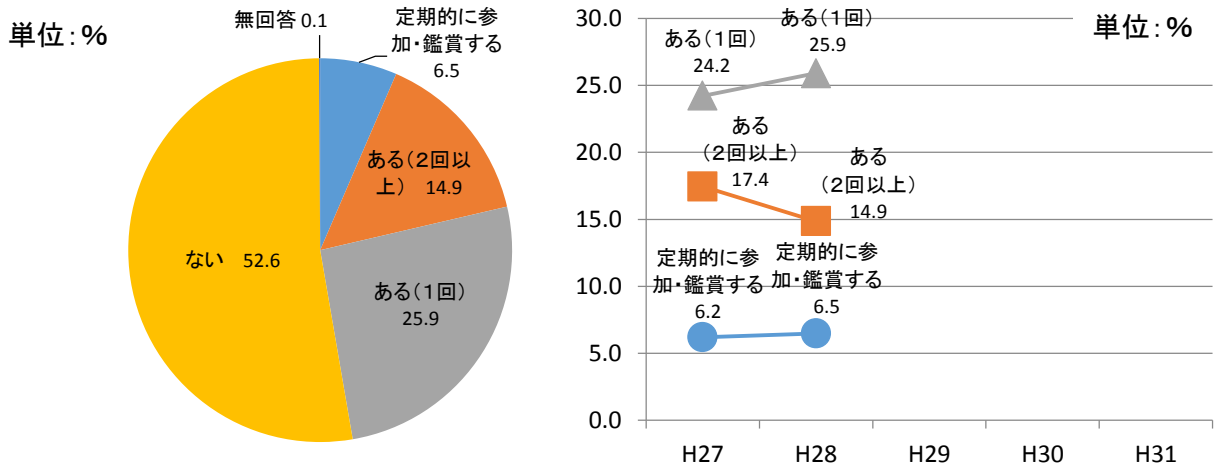 単位：%
無回答 0.1
定期的に参
加・鑑賞する
6.5
ある（2回以
上） 14.9
ある（1回）
25.9
ない 52.6
単位：%
30.0
25.0
20.0
15.0
10.0
5.0
0.0
ある（1回）
24.2
ある（1回）
25.9
ある
（2回以上）
17.4
ある
（2回以上）
14.9
定期的に参
加・鑑賞する
6.2
定期的に参
加・鑑賞する
6.5
H27 H28 H29 H30 H31